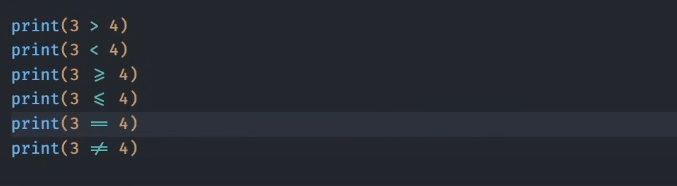 print(3 > 4)
print(3 < 4)
print(3 >= 4)
print(3 <= 4)
print(3 == 4)
print(3 != 4)